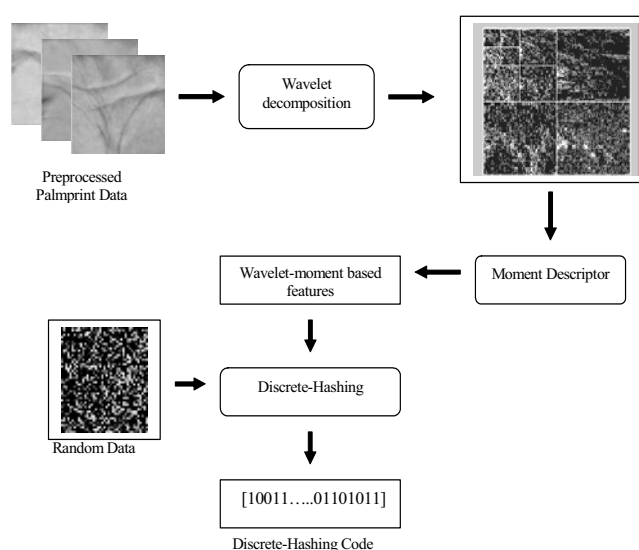 Wavelet
decomposition
Preprocessed
Palmprint Data
Wavelet-moment based
features
Moment Descriptor
Discrete-Hashing
Random Data
[10011…..01101011]
Discrete-Hashing Code